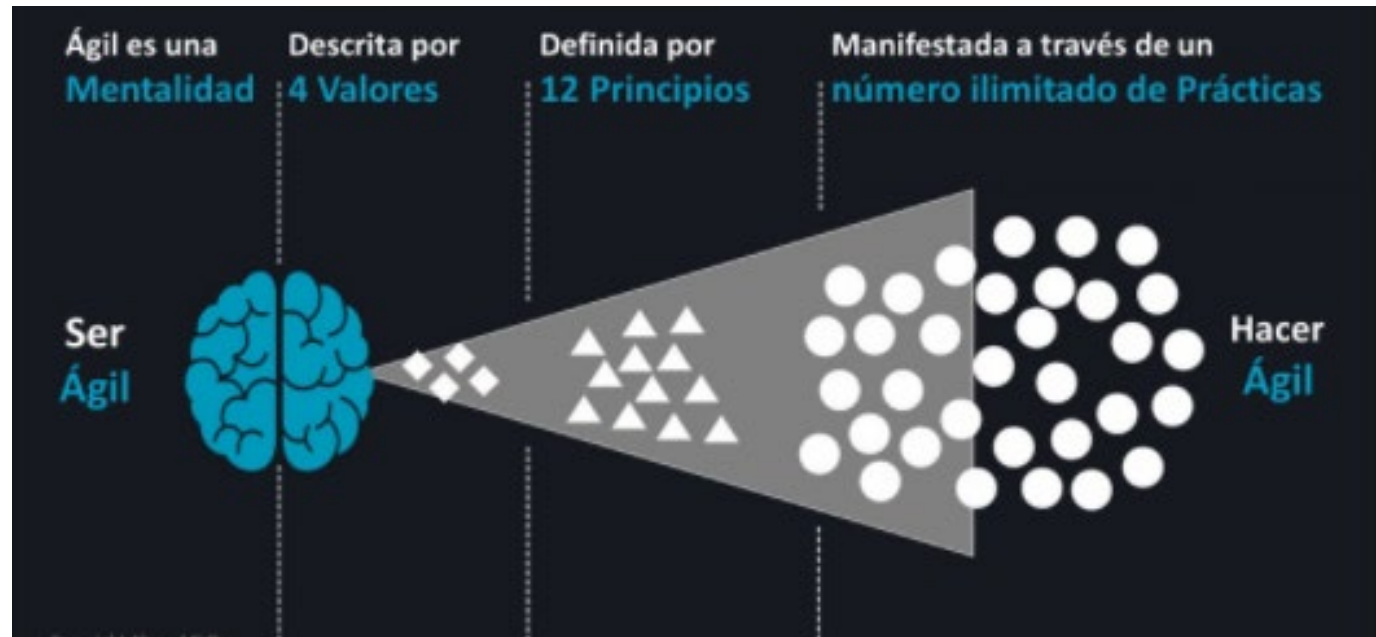 Ágil es una
Mentalidad
Descrita por
4 Valores
Definida por
12 Principios
Manifestada a través de un
número ilimitado de Prácticas
Ser
Ágil
Hacer
Ágil